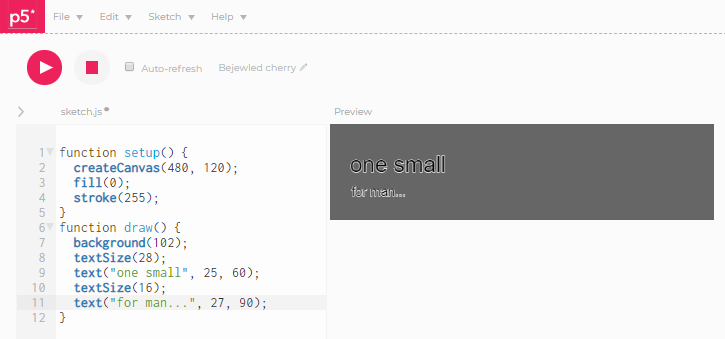 p5*
File Edit Sketch Help
Auto-refresh Bejewled cherry
sketch.js Preview
1 function setup() {
2 createCanvas(480, 120);
3 fill(0);
4 stroke(255);
5 }
6 function draw() {
7 background(102);
8 textSize(28);
9 text("one small", 25, 60);
10 textSize(16);
11 text("for man...", 27, 90);
12 }
one small
for man...